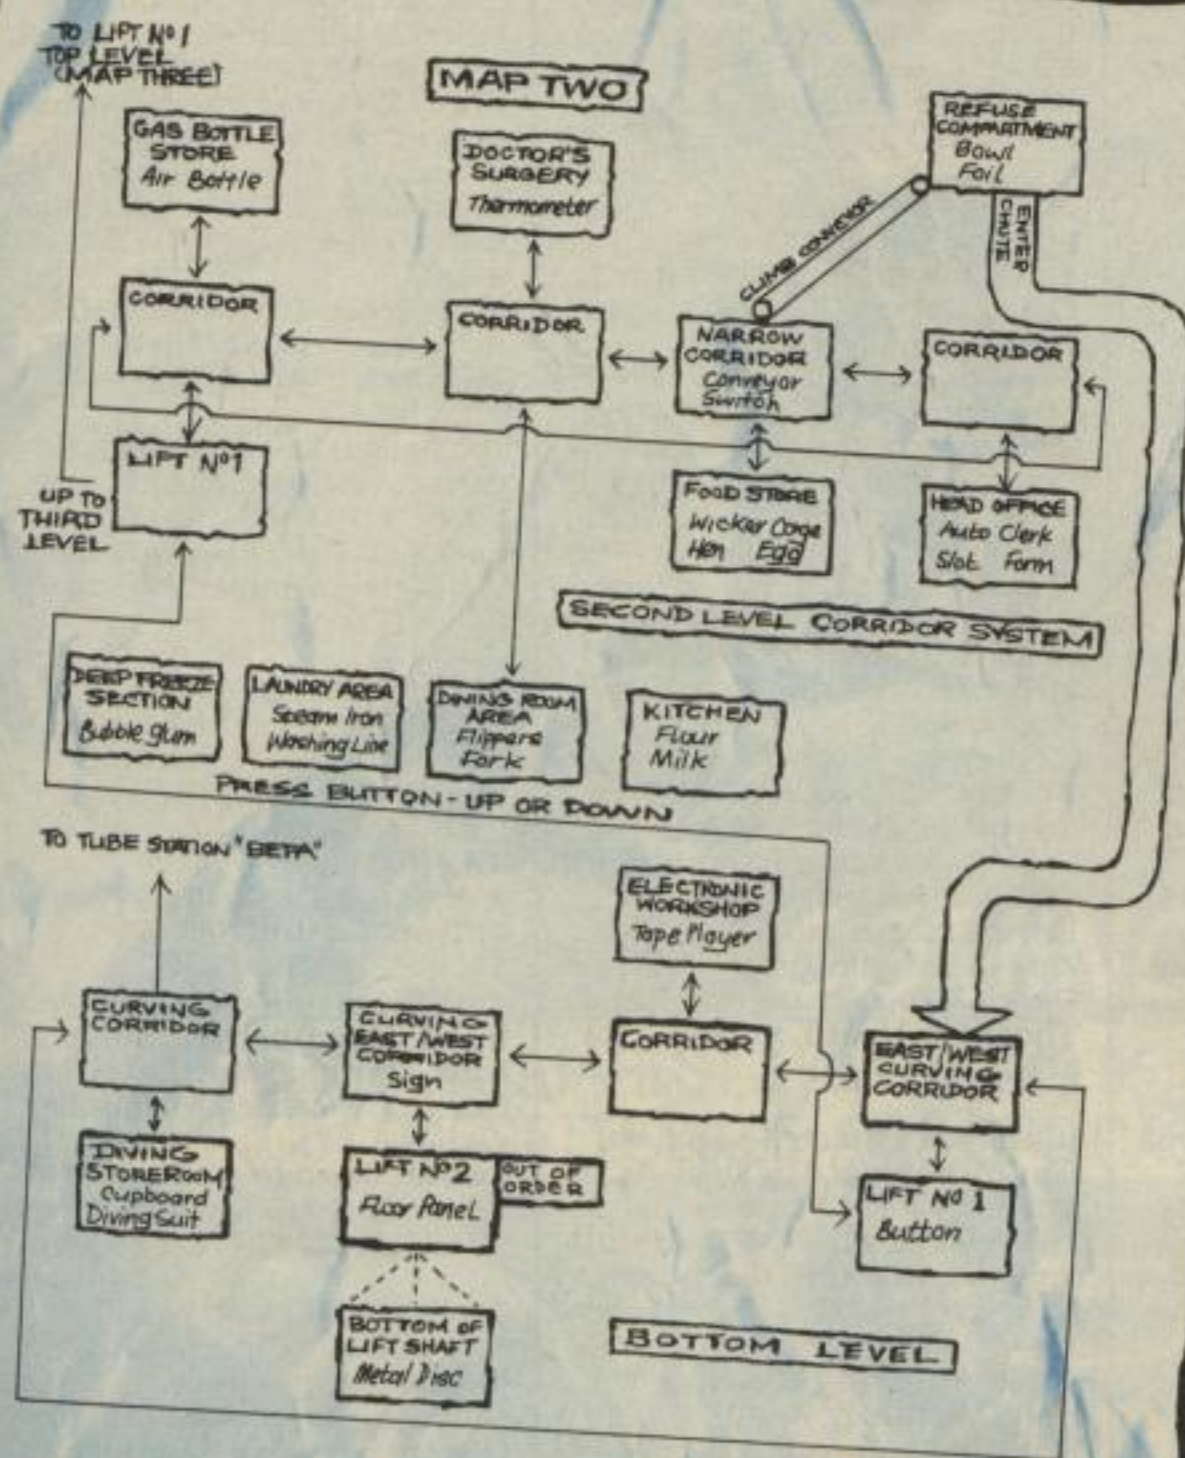 TO LIFT Nº1
TOP LEVEL
(MAP THREE)
MAP TWO
GAS BOTTLE
STORE
Air Bottle
DOCTOR'S
SURGERY
Thermometer
REFUSE
COMPARTMENT
Bowl
Foil
CLIMB CONVEYOR
ENTER
CHUTE
CORRIDOR
CORRIDOR
NARROW
CORRIDOR
Conveyor
Switch
CORRIDOR
LIFT Nº1
UP TO
THIRD
LEVEL
FOOD STORE
Wicker Cage
Hen Egg
HEAD OFFICE
Auto Clerk
Slot Form
SECOND LEVEL CORRIDOR SYSTEM
DEEP FREEZE
SECTION
Bubble gum
LAUNDRY AREA
Steam Iron
Washing Line
DINING ROOM
AREA
Flippers
Fork
KITCHEN
Flour
Milk
PRESS BUTTON - UP OR DOWN
TO TUBE STATION "BETA"
ELECTRONIC
WORKSHOP
Tape Player
CURVING
CORRIDOR
CURVING
EAST/WEST
CORRIDOR
Sign
CORRIDOR
EAST/WEST
CURVING
CORRIDOR
DIVING
STOREROOM
Cupboard
Diving Suit
LIFT Nº2
Floor Panel
OUT OF
ORDER
LIFT Nº 1
Button
BOTTOM OF
LIFT SHAFT
Metal Disc
BOTTOM LEVEL